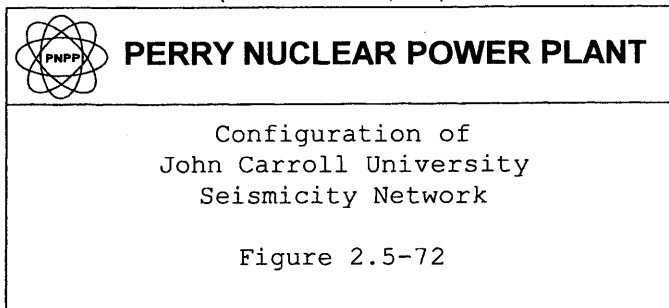 PNPP
PERRY NUCLEAR POWER PLANT
Configuration of
John Carroll University
Seismicity Network
Figure 2.5-72